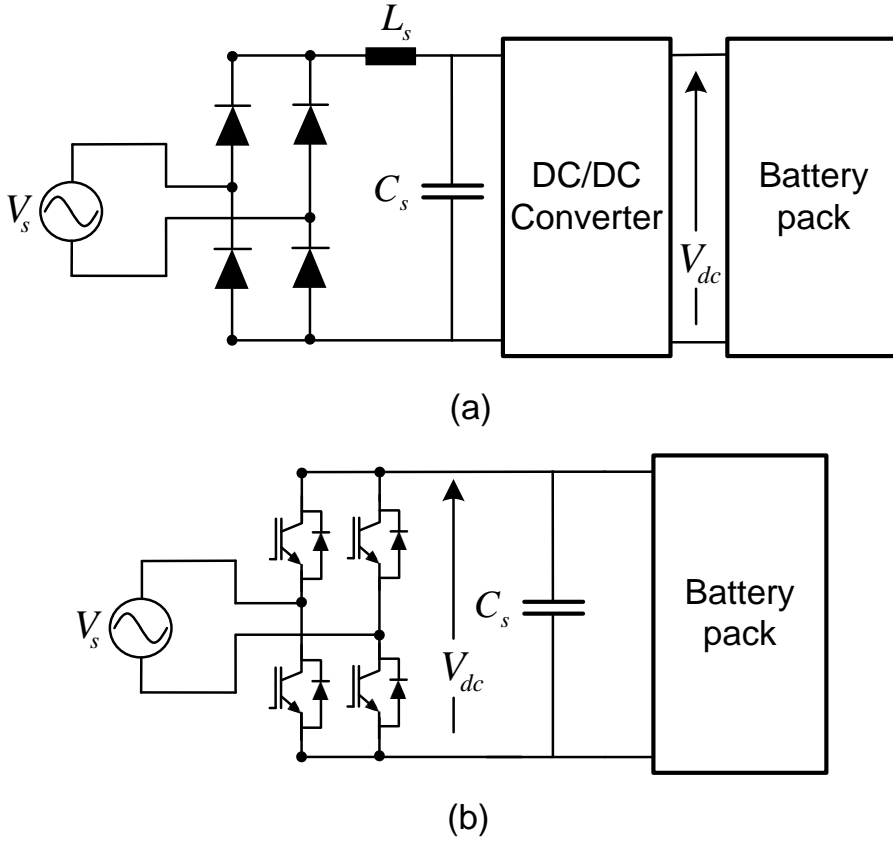 L_s
V_s
C_s
DC/DC
Converter
V_dc
Battery
pack
(a)
V_s
V_dc
C_s
Battery
pack
(b)